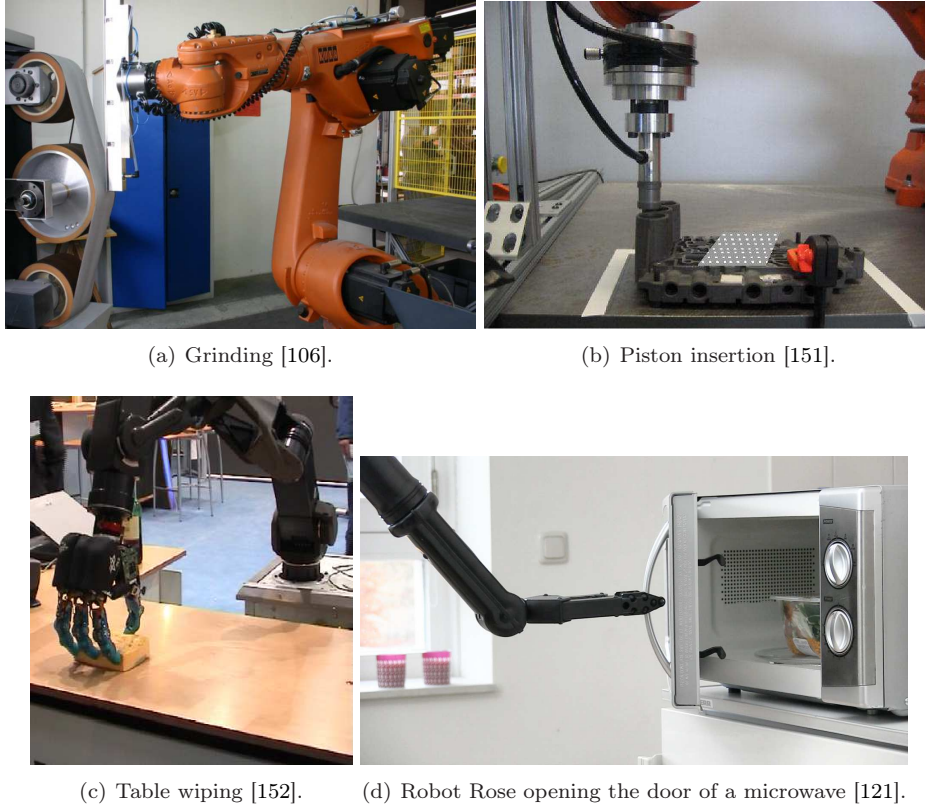 (a) Grinding [106].
(b) Piston insertion [151].
(c) Table wiping [152].
(d) Robot Rose opening the door of a microwave [121].